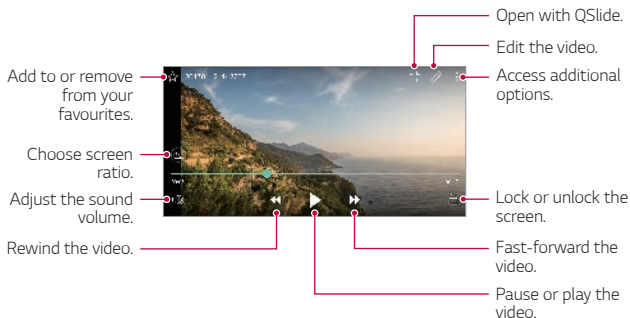 Open with QSlide.
Edit the video.
Access additional
options.
Add to or remove
from your
favourites.
Choose screen
ratio.
Adjust the sound
volume.
Rewind the video.
Lock or unlock the
screen.
Fast-forward the
video.
Pause or play the
video.